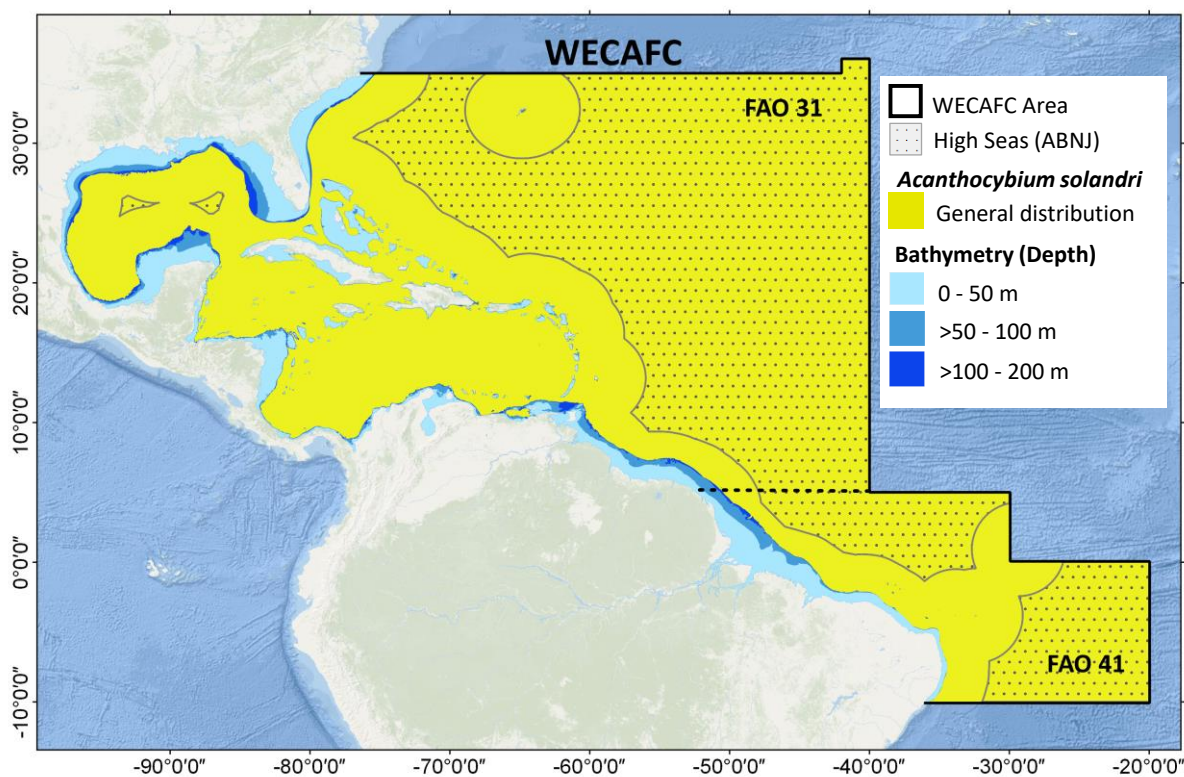 WECAFC
FAO 31
WECAFC Area
High Seas (ABNJ)
Acanthocybium solandri
General distribution
Bathymetry (Depth)
0 - 50 m
>50 - 100 m
>100 - 200 m
FAO 41
30°0'0"
20°0'0"
10°0'0"
0°0'0"
-10°0'0"
-90°0'0"
-80°0'0"
-70°0'0"
-60°0'0"
-50°0'0"
-40°0'0"
-30°0'0"
-20°0'0"